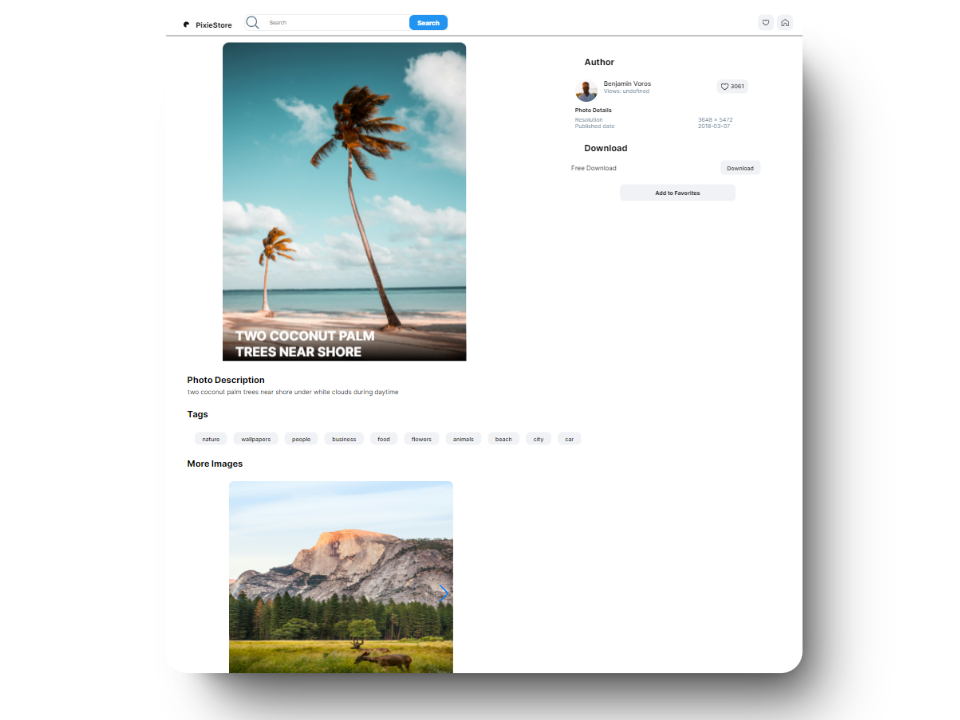 PixieStore
Search
Search
TWO COCONUT PALM
TREES NEAR SHORE
Author
Benjamin Voros
Views: undefined
3061
Photo Details
Resolution
3648 × 5472
Published date
2018-03-07
Download
Free Download
Download
Add to Favorites
Photo Description
two coconut palm trees near shore under white clouds during daytime
Tags
nature
wallpapers
people
business
food
flowers
animals
beach
city
car
More Images